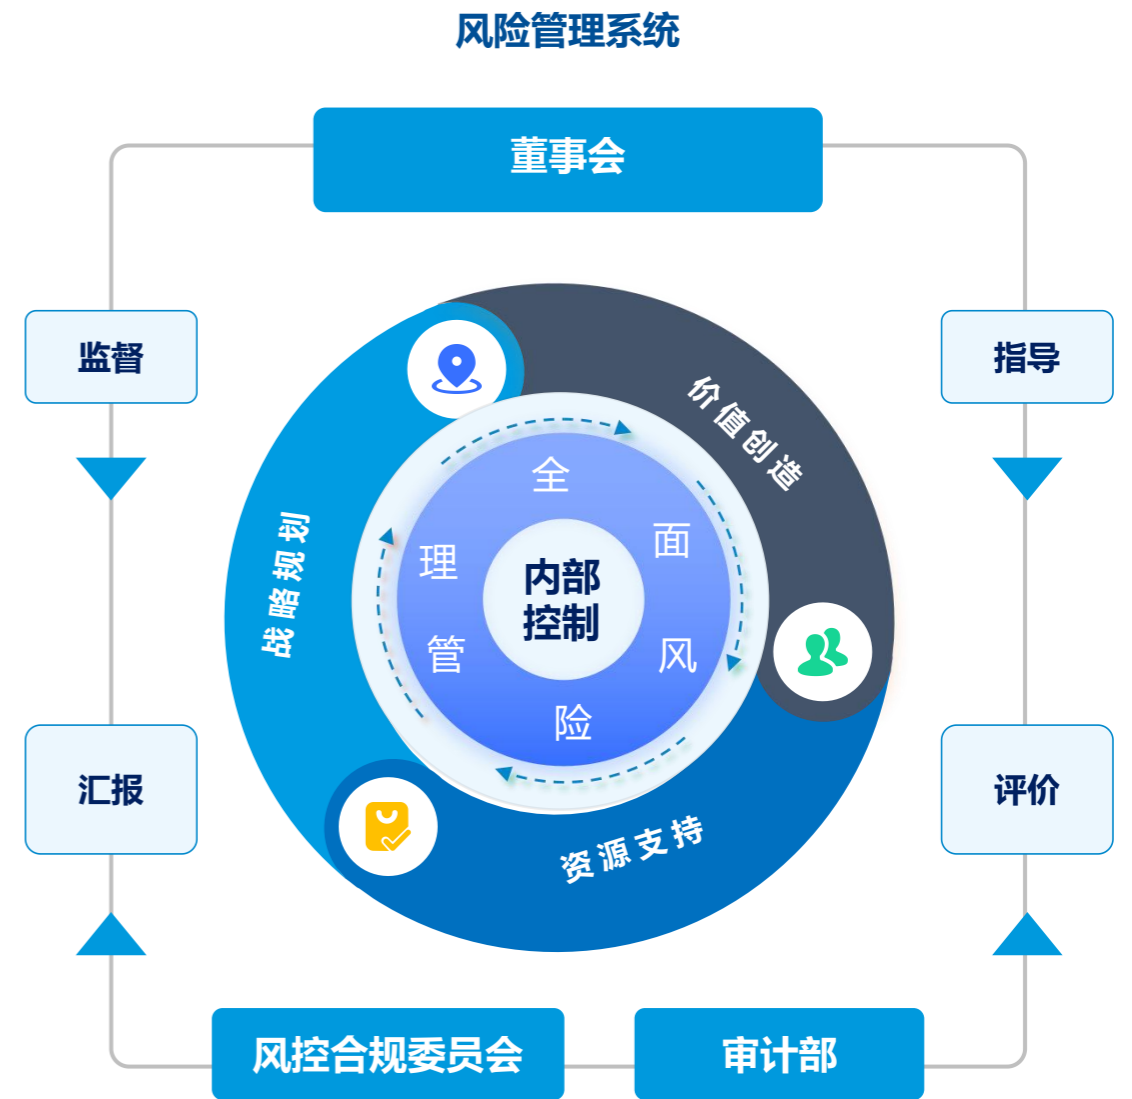 风险管理系统
董事会
监督
指导
价值创造
战略规划
全面风险管理
内部
控制
资源支持
汇报
评价
风控合规委员会
审计部